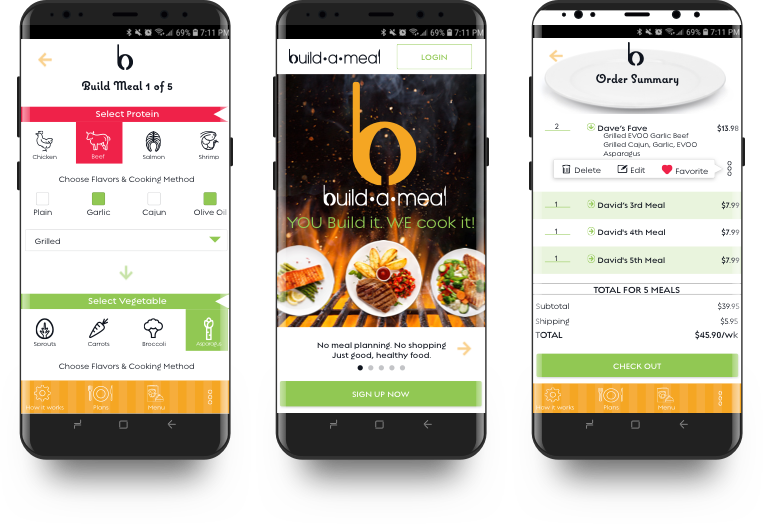 69% 7:11 PM
b
Build Meal 1 of 5
Select Protein
Chicken Beef Salmon Shrimp
Choose Flavors & Cooking Method
Plain Garlic Cajun Olive Oil
Grilled
Select Vegetable
Sprouts Carrots Broccoli Asparagus
Choose Flavors & Cooking Method
How it works Plans Menu
69% 7:11 PM
build•a•meal LOGIN
b
build•a•meal
YOU Build it. WE cook it!
No meal planning. No shopping
Just good, healthy food.
SIGN UP NOW
69% 7:11 PM
b
Order Summary
2 Dave's Fave $13.98
Grilled EVOO Garlic Beef
Grilled Cajun, Garlic, EVOO
Asparagus
Delete Edit Favorite
1 David's 3rd Meal $7.99
1 David's 4th Meal $7.99
1 David's 5th Meal $7.99
TOTAL FOR 5 MEALS
Subtotal $39.95
Shipping $5.95
TOTAL $45.90/wk
CHECK OUT
How it works Plans Menu